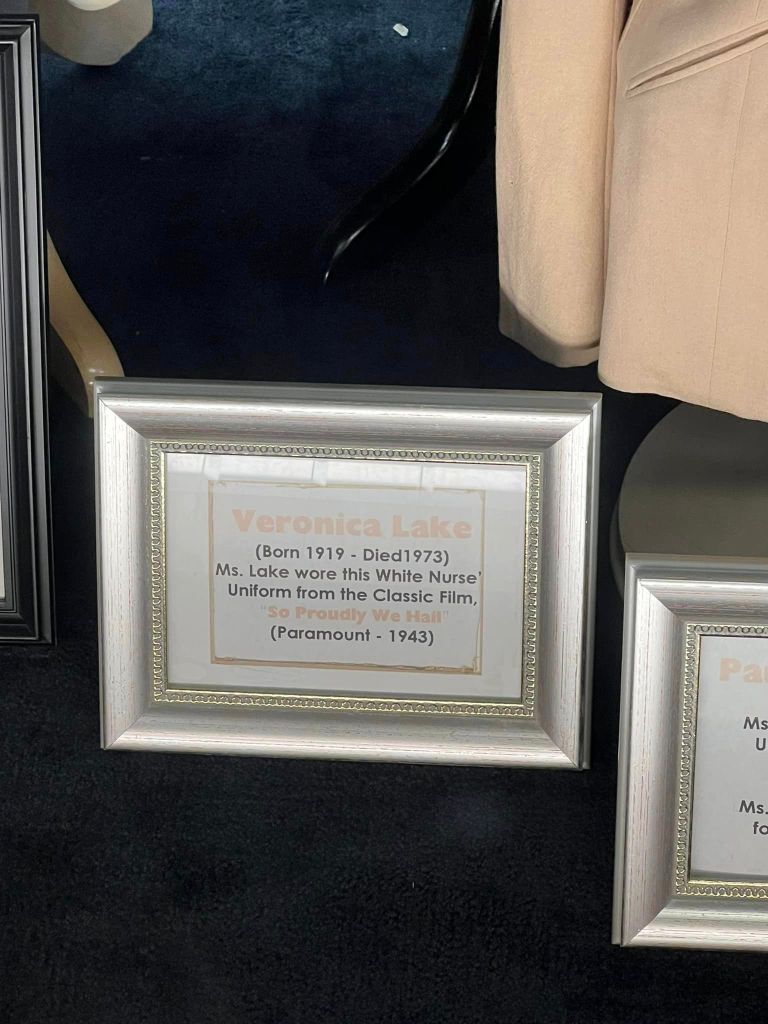 Veronica Lake
(Born 1919 - Died1973)
Ms. Lake wore this White Nurse'
Uniform from the Classic Film,
"So Proudly We Hail"
(Paramount - 1943)
Ms.